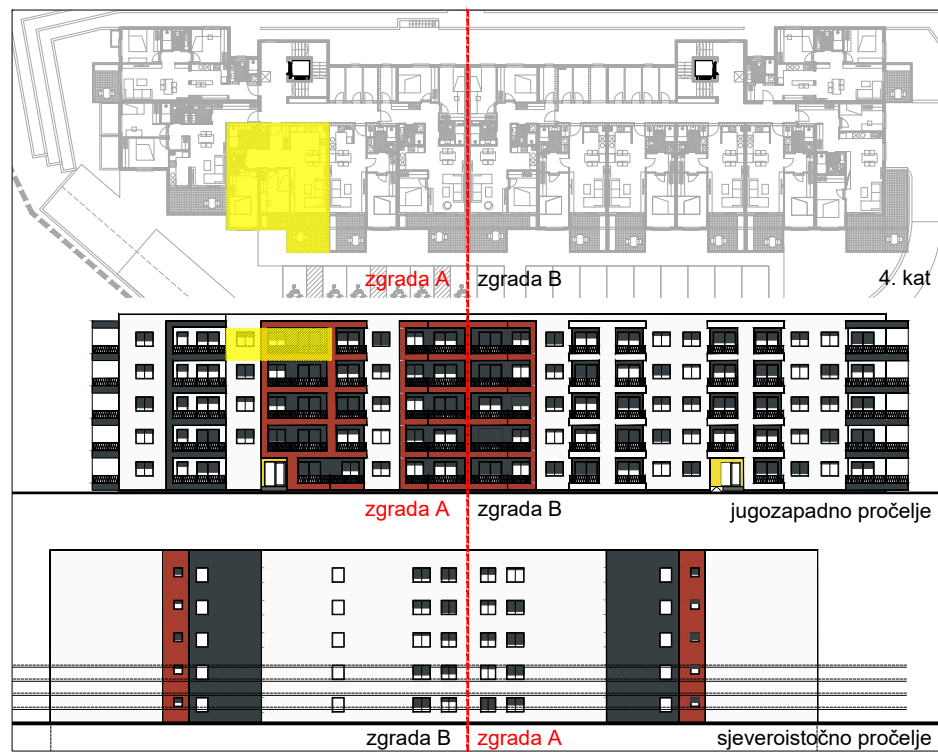 zgrada A zgrada B 4. kat
zgrada A zgrada B jugozapadno pročelje
zgrada B zgrada A sjeveroistočno pročelje